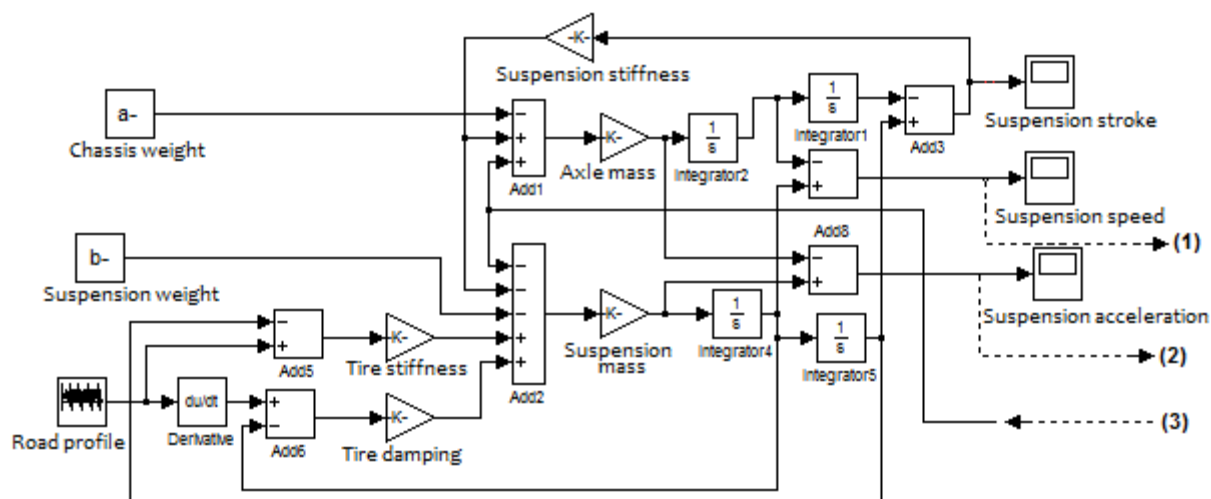 -K-
Suspension stiffness
a-
Chassis weight
-
+
+
Add1
K-
Axle mass
1
s
Integrator2
1
s
Integrator1
-
+
Add3
Suspension stroke
-
+
Suspension speed
(1)
b-
Suspension weight
-
-
-
+
+
Add2
K-
Suspension
mass
1
s
Integrator4
Add8
-
+
Suspension acceleration
(2)
1
s
Integrator5
-
+
Add5
K-
Tire stiffness
Road profile
du/dt
Derivative
+
-
Add6
K-
Tire damping
(3)